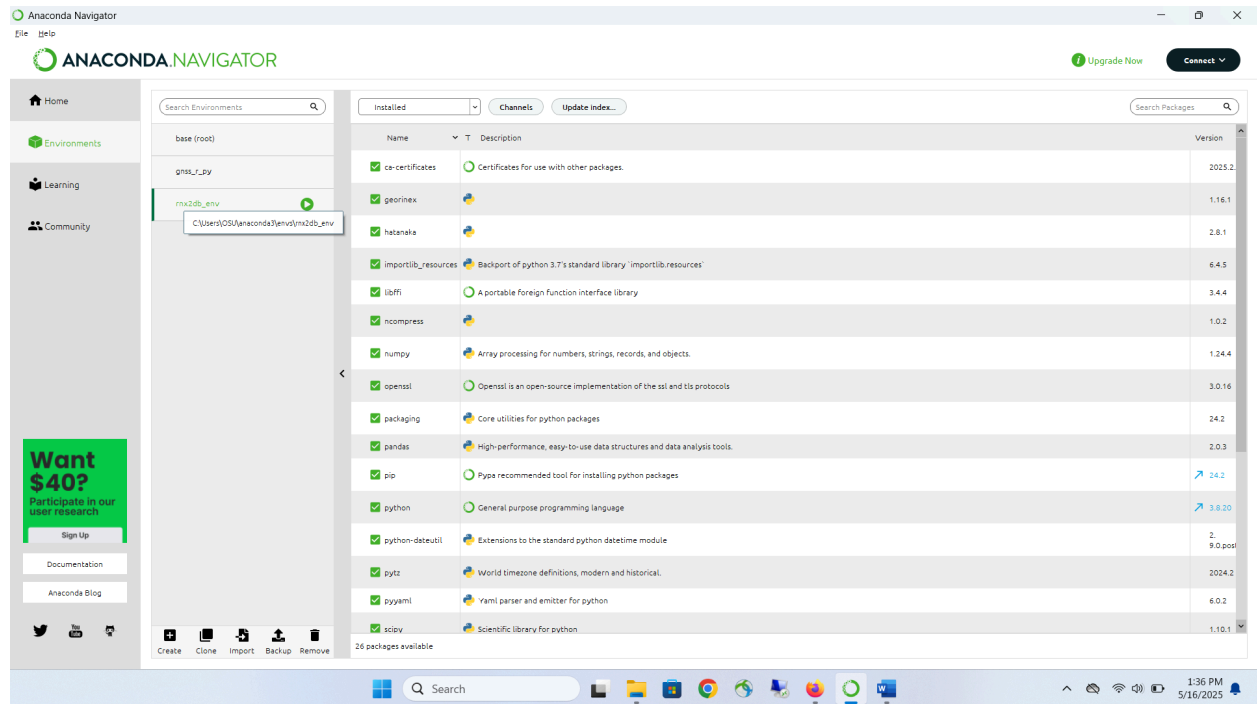 Anaconda Navigator
File Help
ANACONDA.NAVIGATOR
Upgrade Now
Connect
Home
Environments
Learning
Community
Want
$40?
Participate in our
user research
Sign Up
Documentation
Anaconda Blog
You
Tube
Search Environments
base (root)
gnss_r_py
rnx2db_env
C:\Users\OSU\anaconda3\envs\rnx2db_env
Create Clone Import Backup Remove
Installed Channels Update index... Search Packages
Name T Description Version
ca-certificates Certificates for use with other packages. 2025.2.
georinex 1.16.1
hatanaka 2.8.1
importlib_resources Backport of python 3.7's standard library `importlib.resources` 6.4.5
libffi A portable foreign function interface library 3.4.4
ncompress 1.0.2
numpy Array processing for numbers, strings, records, and objects. 1.24.4
openssl Openssl is an open-source implementation of the ssl and tls protocols 3.0.16
packaging Core utilities for python packages 24.2
pandas High-performance, easy-to-use data structures and data analysis tools. 2.0.3
pip Pypa recommended tool for installing python packages 24.2
python General purpose programming language 3.8.20
python-dateutil Extensions to the standard python datetime module 2.
9.0.post
pytz World timezone definitions, modern and historical. 2024.2
pyyaml Yaml parser and emitter for python 6.0.2
scipy Scientific library for python 1.10.1
26 packages available
Search
1:36 PM
5/16/2025